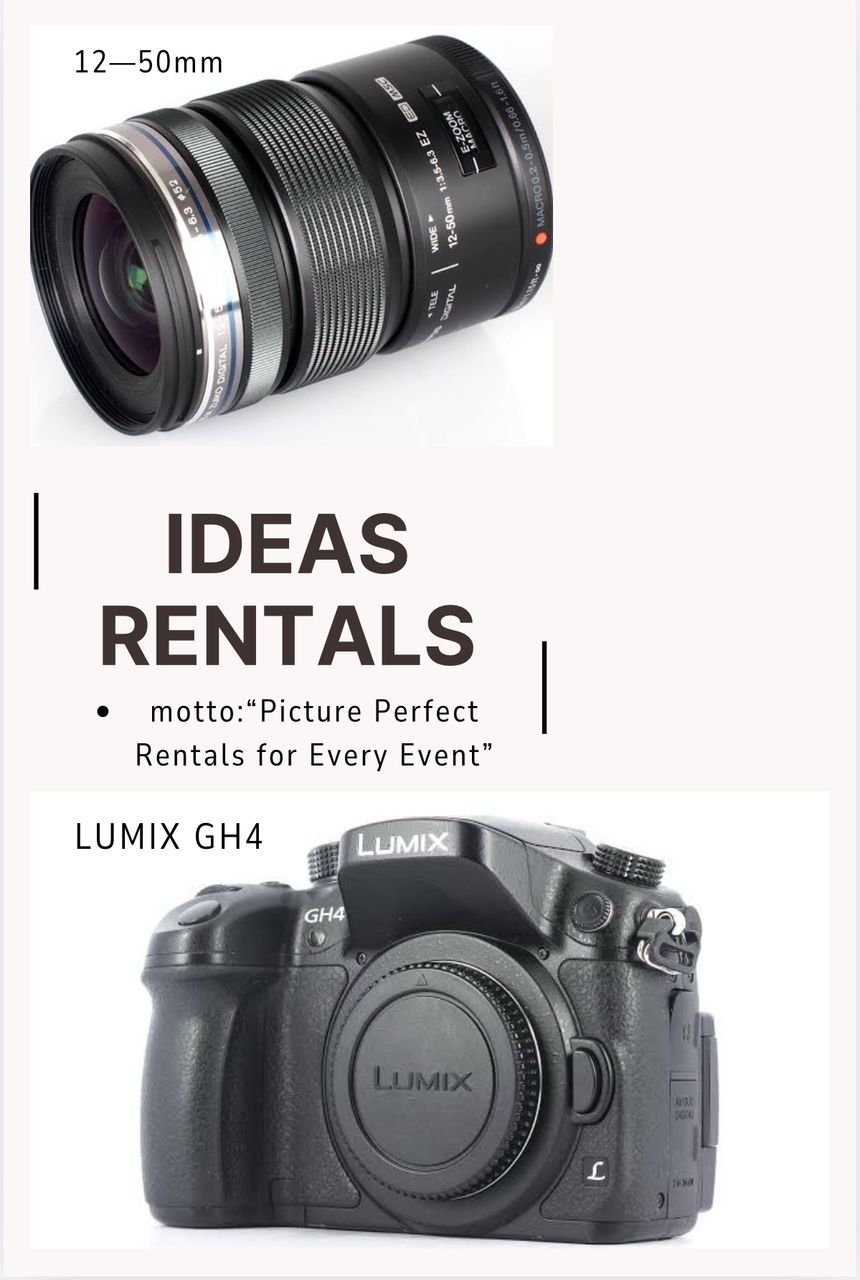 12—50mm
E-ZOOM
MACRO
ED MSC
WIDE
12-50mm 1:3.5-6.3 EZ
TELE
DIGITAL
MACRO 0.2-0.5m/0.66-1.6ft
-6.3 ø52
ZUIKO DIGITAL
IDEAS
RENTALS
• motto:“Picture Perfect
Rentals for Every Event”
LUMIX GH4
LUMIX
GH4
LUMIX
L